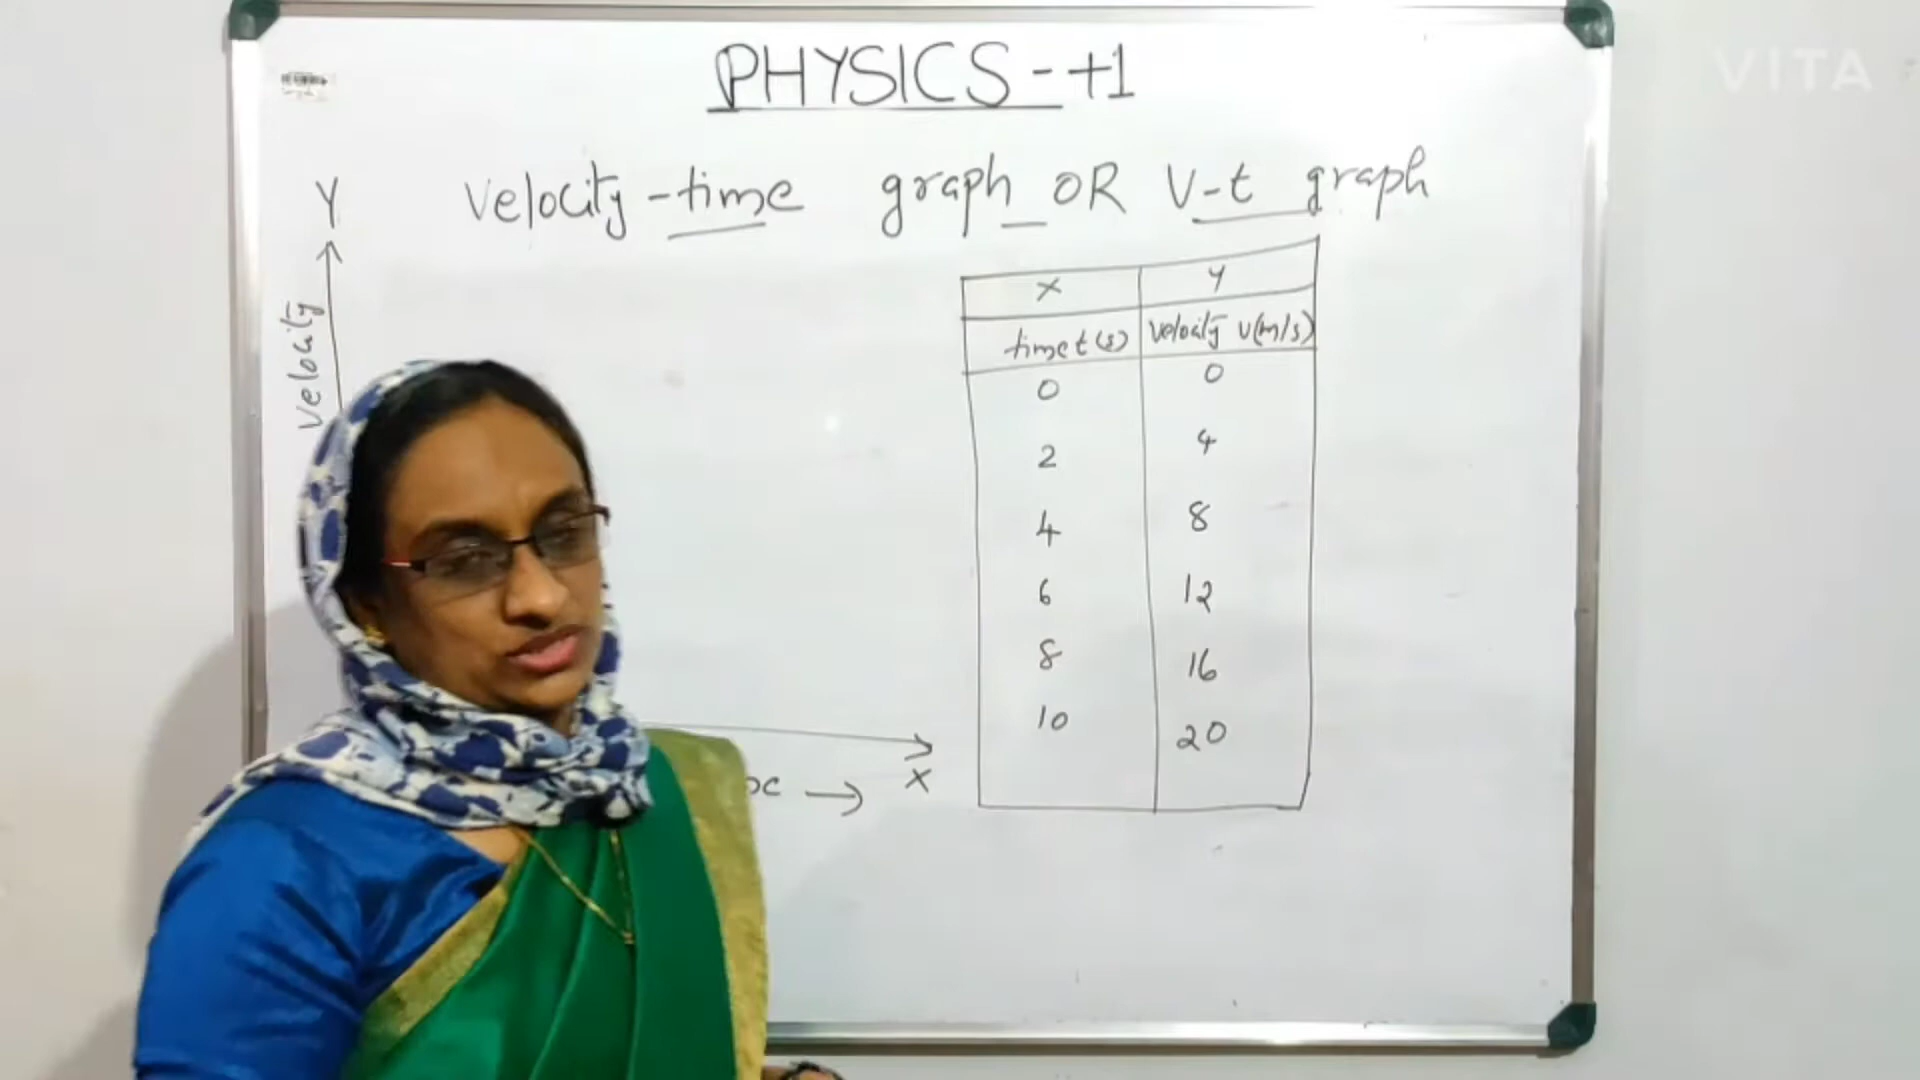 PHYSICS-+1
velocity-time graph OR V-t graph
Y
velocity
X
X Y
time t(s) velocity v(m/s)
0 0
2 4
4 8
6 12
8 16
10 20
VITA